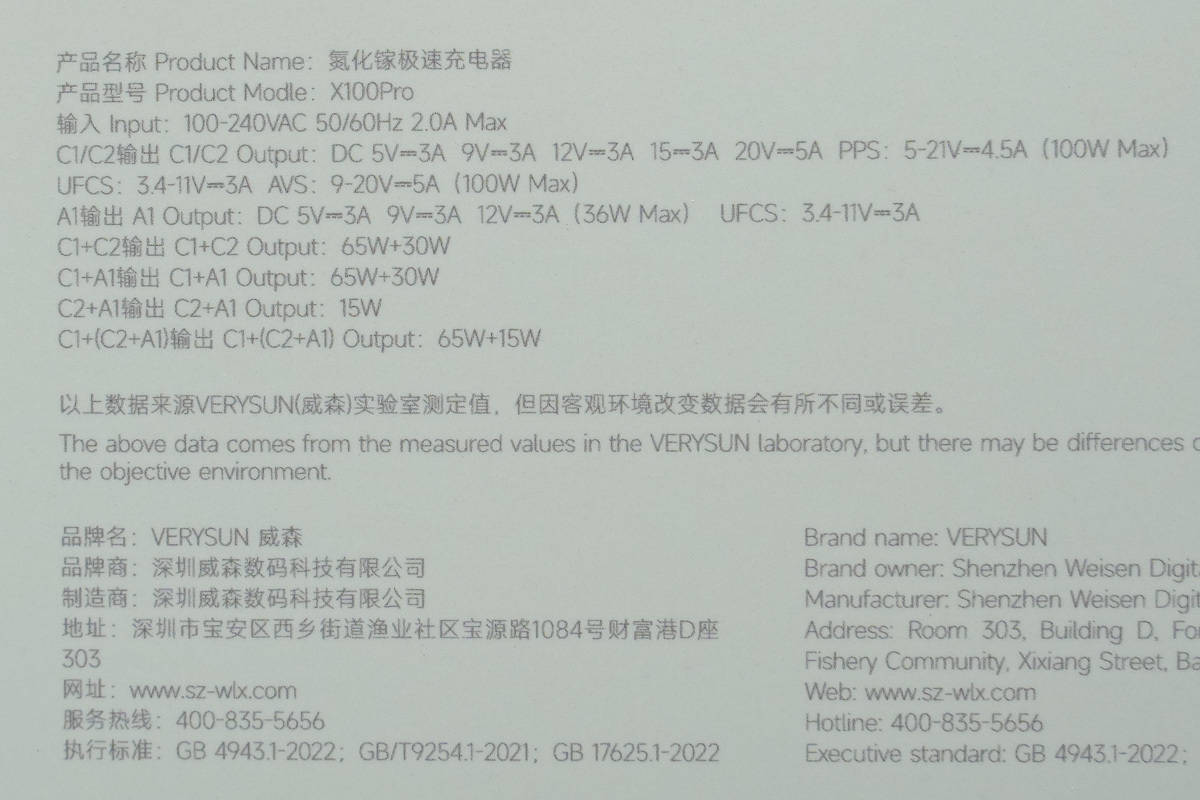 产品名称 Product Name：氮化镓极速充电器
产品型号 Product Modle：X100Pro
输入 Input：100-240VAC 50/60Hz 2.0A Max
C1/C2输出 C1/C2 Output：DC 5V⎓3A 9V⎓3A 12V⎓3A 15⎓3A 20V⎓5A PPS：5-21V⎓4.5A（100W Max）
UFCS：3.4-11V⎓3A AVS：9-20V⎓5A（100W Max）
A1输出 A1 Output：DC 5V⎓3A 9V⎓3A 12V⎓3A（36W Max） UFCS：3.4-11V⎓3A
C1+C2输出 C1+C2 Output：65W+30W
C1+A1输出 C1+A1 Output：65W+30W
C2+A1输出 C2+A1 Output：15W
C1+(C2+A1)输出 C1+(C2+A1) Output：65W+15W
以上数据来源VERYSUN(威森)实验室测定值，但因客观环境改变数据会有所不同或误差。
The above data comes from the measured values in the VERYSUN laboratory, but there may be differences
the objective environment.
品牌名：VERYSUN 威森
品牌商：深圳威森数码科技有限公司
制造商：深圳威森数码科技有限公司
地址：深圳市宝安区西乡街道渔业社区宝源路1084号财富港D座
303
网址：www.sz-wlx.com
服务热线：400-835-5656
执行标准：GB 4943.1-2022；GB/T9254.1-2021；GB 17625.1-2022
Brand name: VERYSUN
Brand owner: Shenzhen Weisen Digit
Manufacturer: Shenzhen Weisen Digit
Address: Room 303, Building D, Fo
Fishery Community, Xixiang Street, Ba
Web: www.sz-wlx.com
Hotline: 400-835-5656
Executive standard: GB 4943.1-2022；